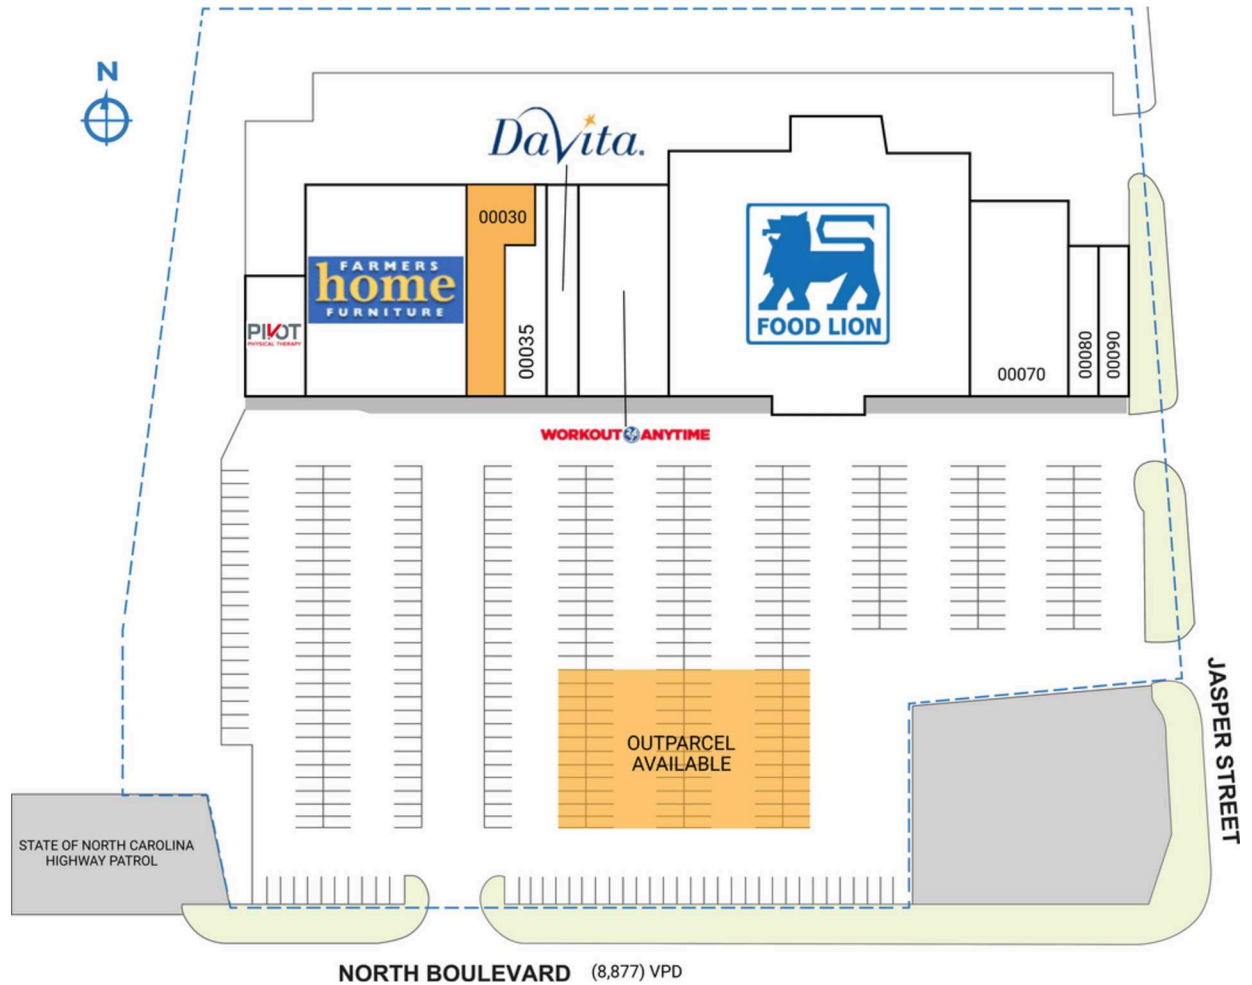 N
DaVita.
00030
FARMERS
home
FURNITURE
FOOD LION
PIVOT
PHYSICAL THERAPY
00035
00070
00080
00090
WORKOUT 24 ANYTIME
OUTPARCEL
AVAILABLE
JASPER STREET
STATE OF NORTH CAROLINA
HIGHWAY PATROL
NORTH BOULEVARD (8,877) VPD